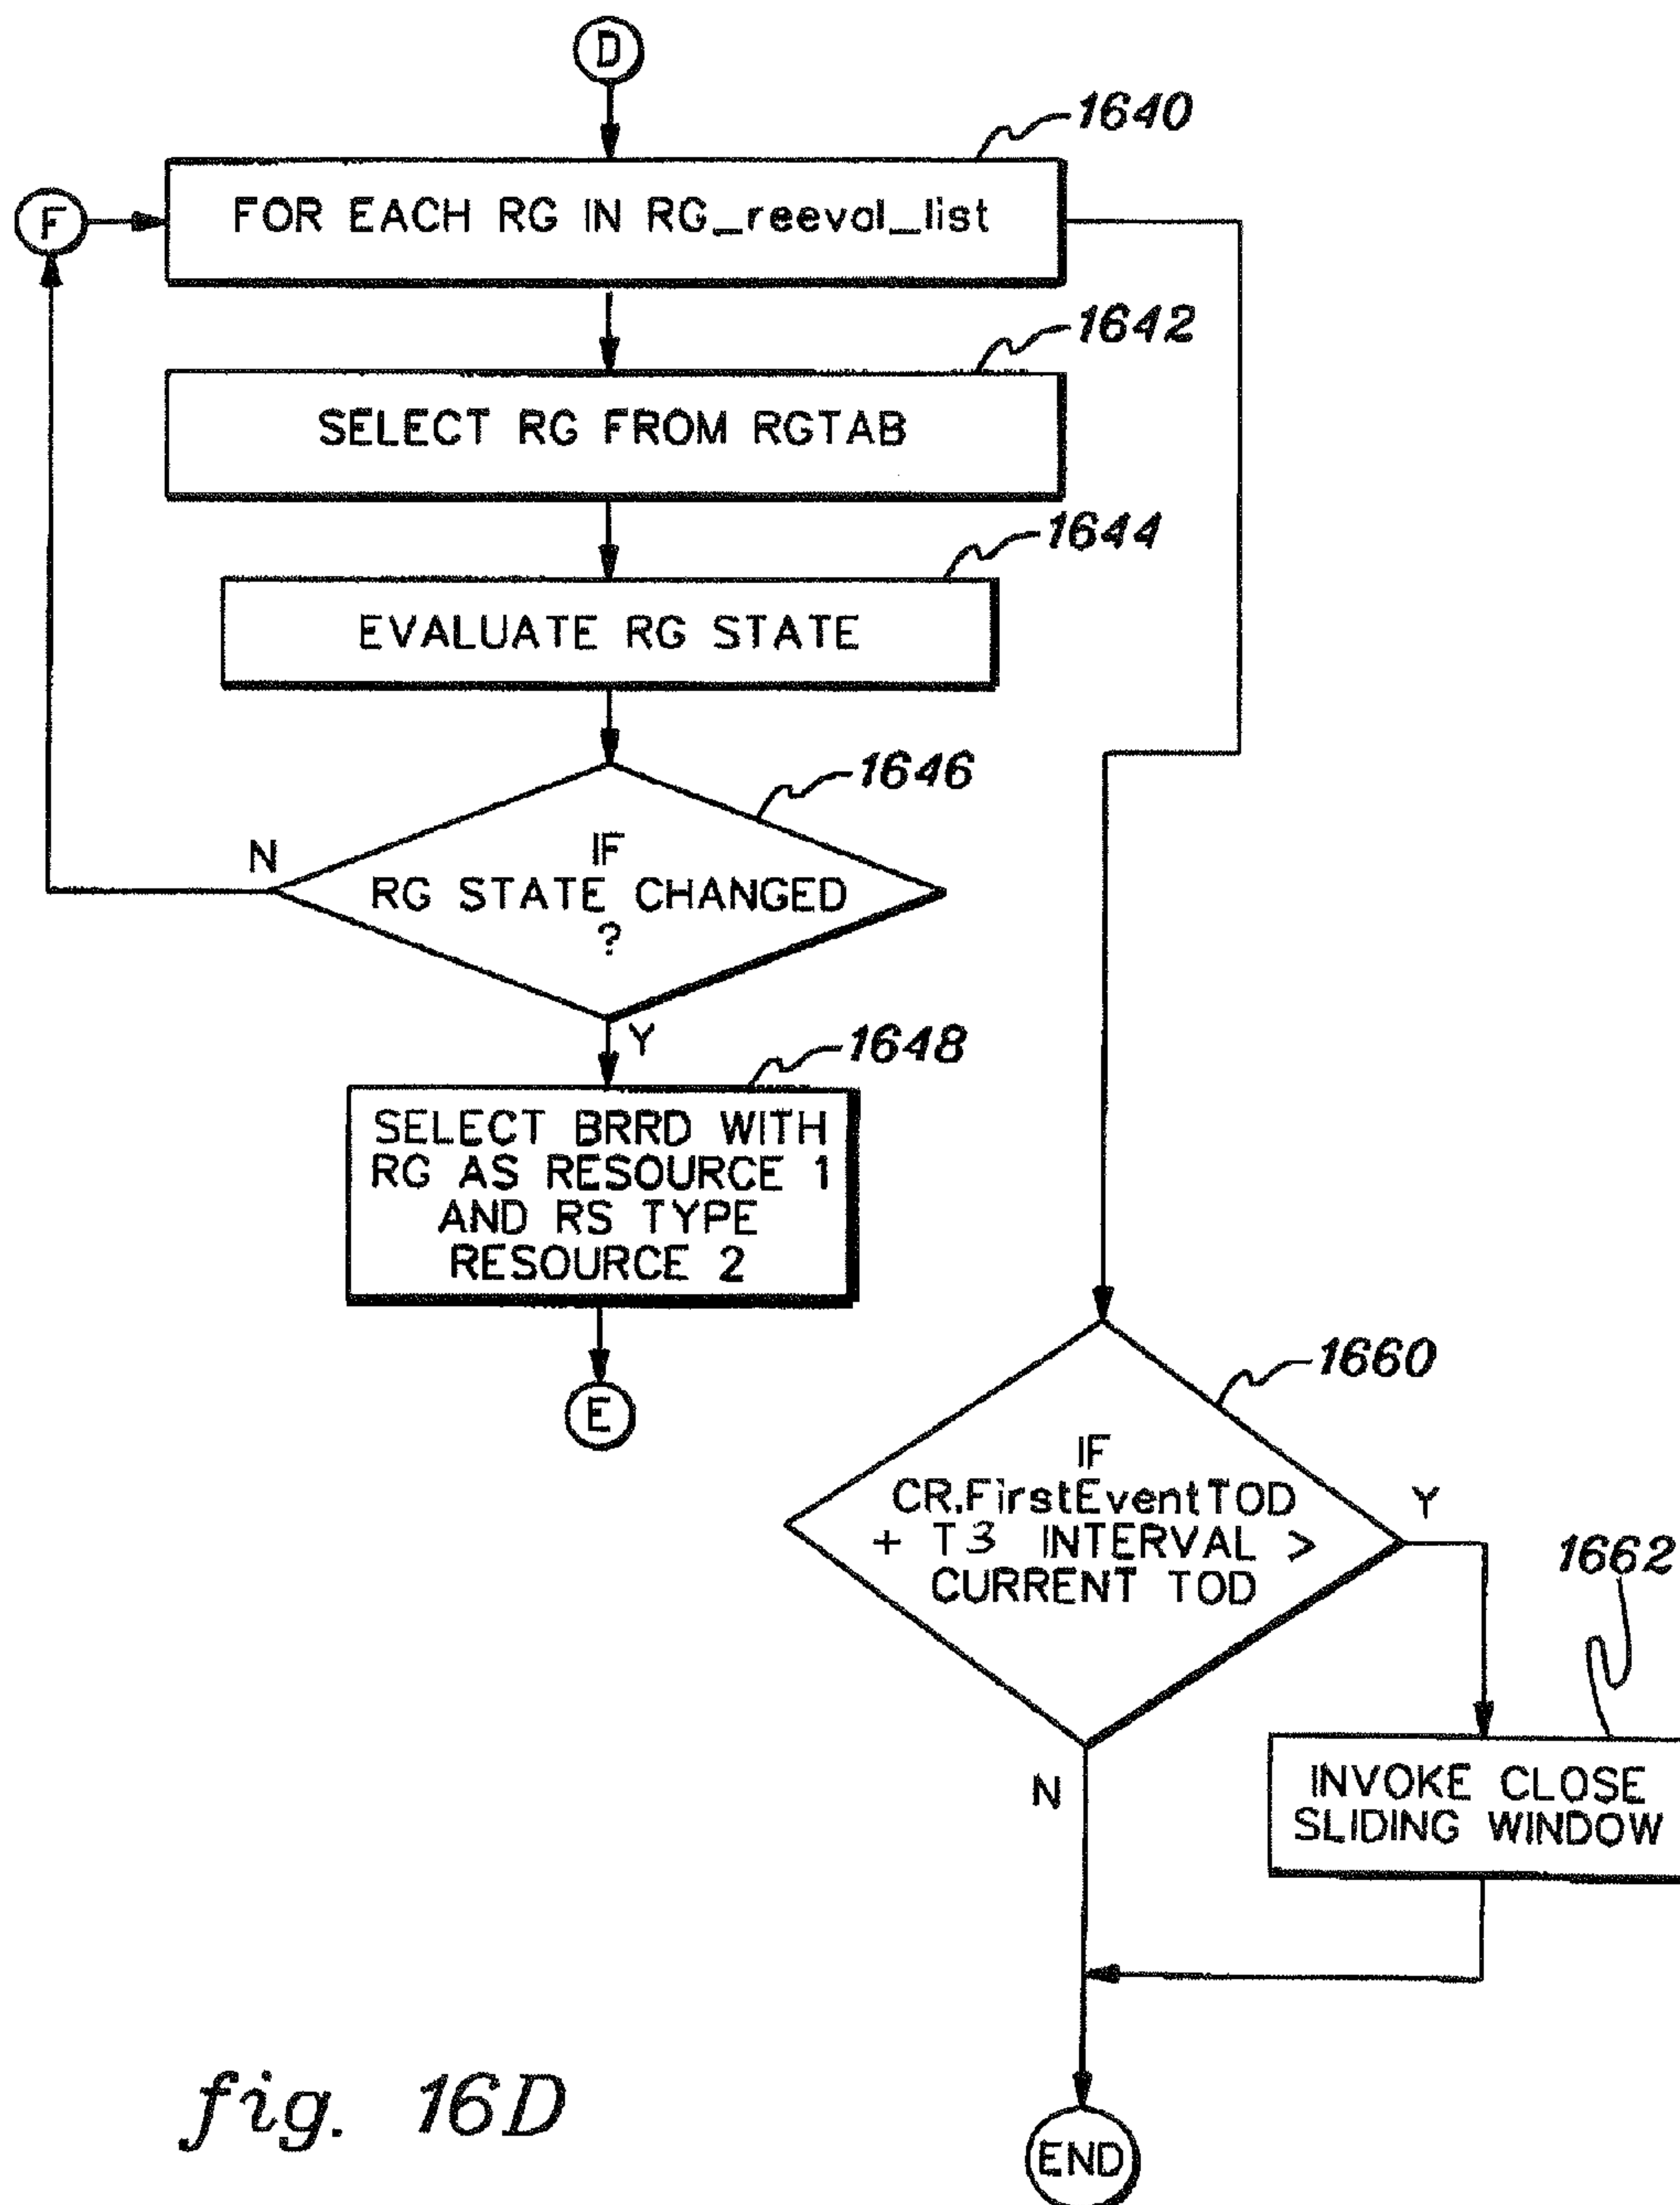 D
1640
F
FOR EACH RG IN RG_reeval_list
1642
SELECT RG FROM RGTAB
1644
EVALUATE RG STATE
1646
N
IF
RG STATE CHANGED
?
Y
1648
SELECT BRRD WITH
RG AS RESOURCE 1
AND RS TYPE
RESOURCE 2
E
1660
IF
CR.FirstEventTOD
+ T3 INTERVAL >
CURRENT TOD
Y
1662
N
INVOKE CLOSE
SLIDING WINDOW
END
fig. 16D